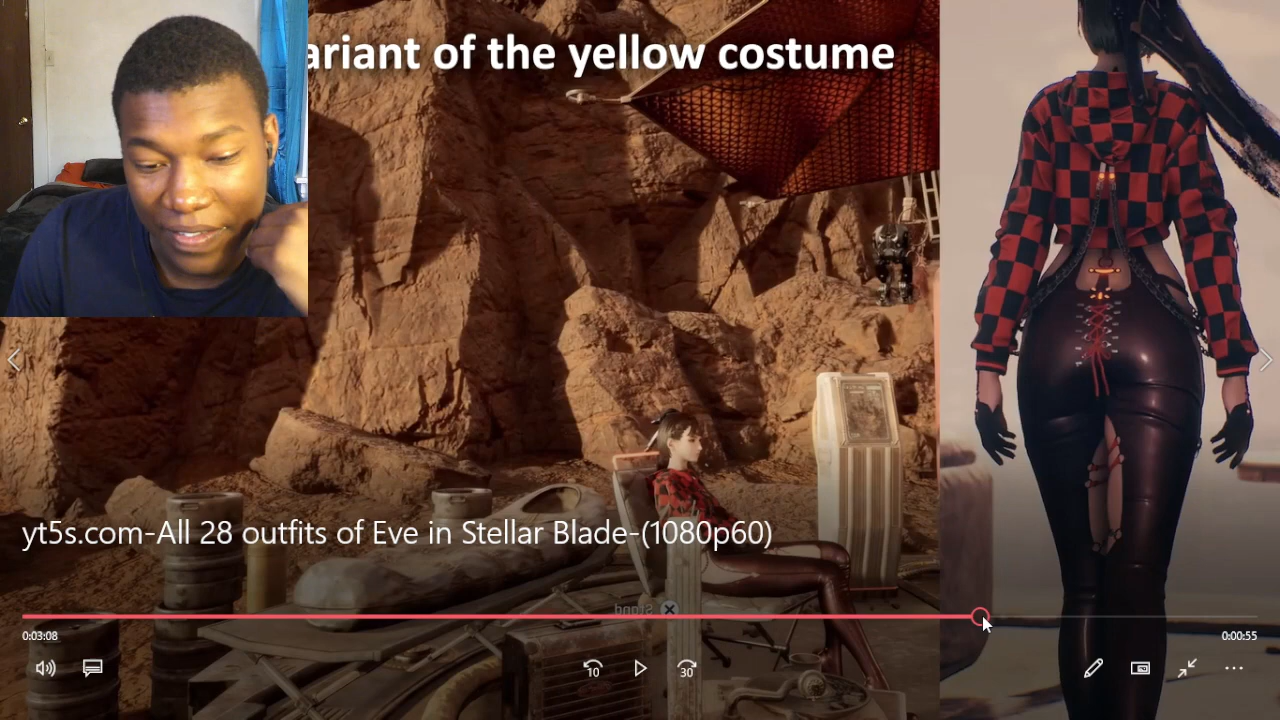 ariant of the yellow costume
yt5s.com-All 28 outfits of Eve in Stellar Blade-(1080p60)
Stand
0:03:08
0:00:55
10
30